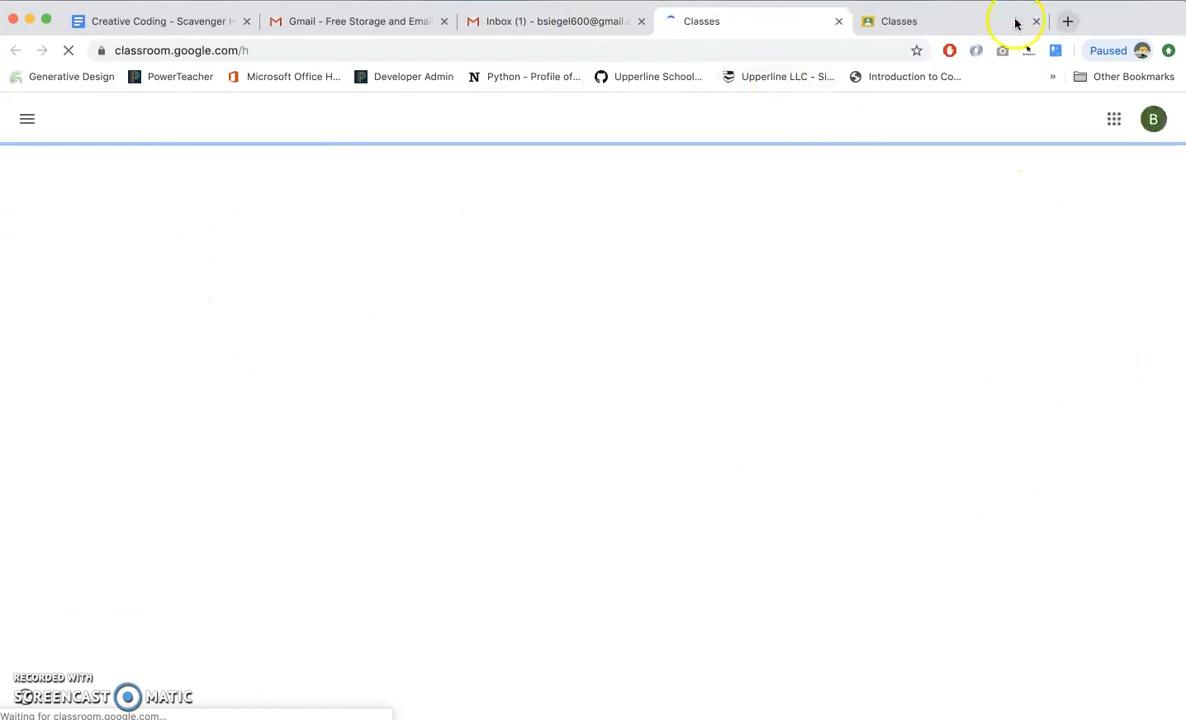 Creative Coding - Scavenger H
Gmail - Free Storage and Email
Inbox (1) - bsiegel600@gmail.c
Classes
Classes
classroom.google.com/h
Paused
Generative Design
PowerTeacher
Microsoft Office H...
Developer Admin
Python - Profile of...
Upperline School...
Upperline LLC - Si...
Introduction to Co...
»
Other Bookmarks
B
RECORDED WITH
SCREENCAST MATIC
Waiting for classroom.google.com...